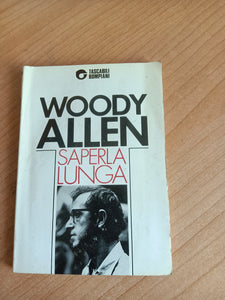 TASCABILI
BOMPIANI
WOODY
ALLEN
SAPERLA
LUNGA